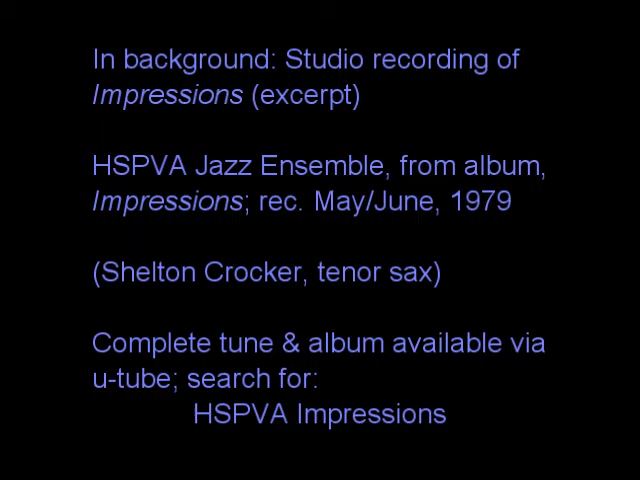 In background: Studio recording of
Impressions (excerpt)
HSPVA Jazz Ensemble, from album,
Impressions; rec. May/June, 1979
(Shelton Crocker, tenor sax)
Complete tune & album available via
u-tube; search for:
HSPVA Impressions